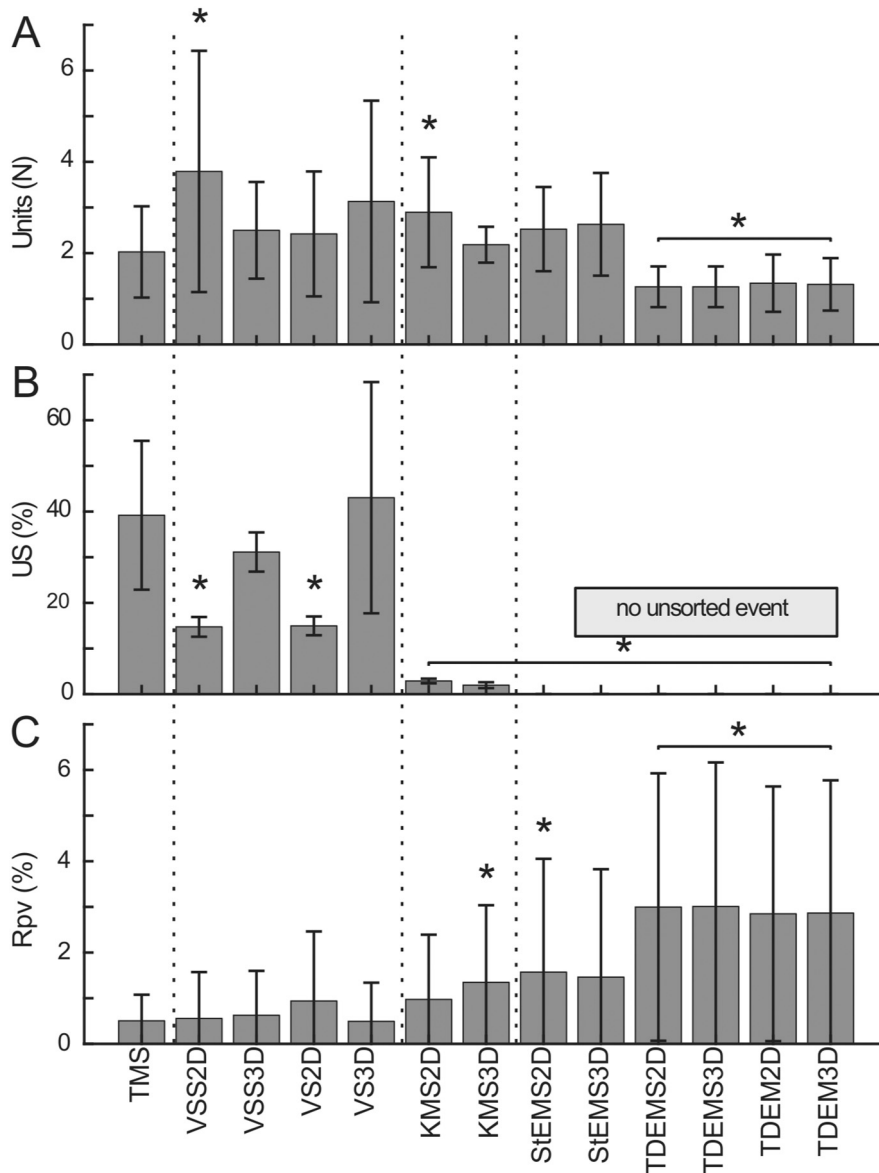 A
Units (N)
6
4
2
0
*
*
*
B
US (%)
60
40
20
0
*
*
no unsorted event
*
C
Rpv (%)
6
4
2
0
*
*
*
TMS
VSS2D
VSS3D
VS2D
VS3D
KMS2D
KMS3D
StEMS2D
StEMS3D
TDEMS2D
TDEMS3D
TDEM2D
TDEM3D